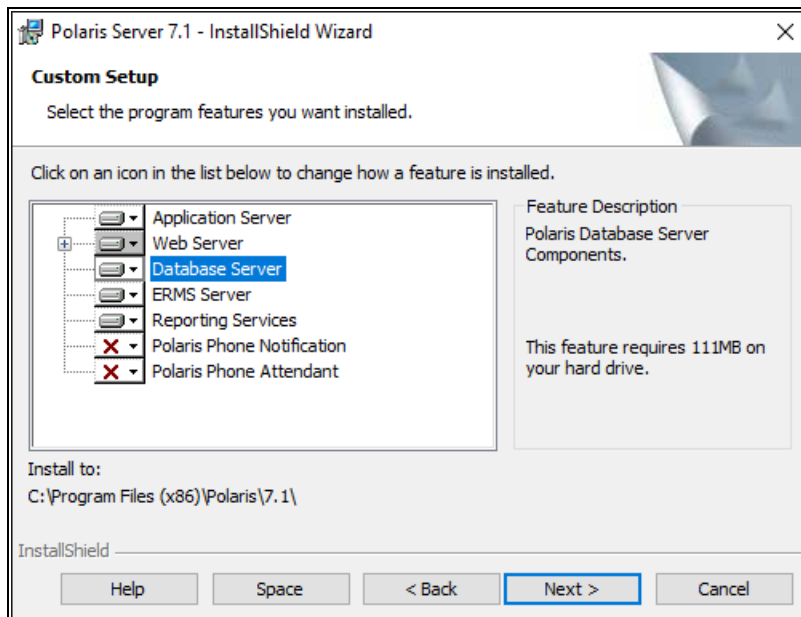 Polaris Server 7.1 - InstallShield Wizard
Custom Setup
Select the program features you want installed.
Click on an icon in the list below to change how a feature is installed.
Application Server
Web Server
Database Server
ERMS Server
Reporting Services
Polaris Phone Notification
Polaris Phone Attendant
Feature Description
Polaris Database Server
Components.
This feature requires 111MB on
your hard drive.
Install to:
C:\Program Files (x86)\Polaris\7.1\
InstallShield
Help
Space
< Back
Next >
Cancel